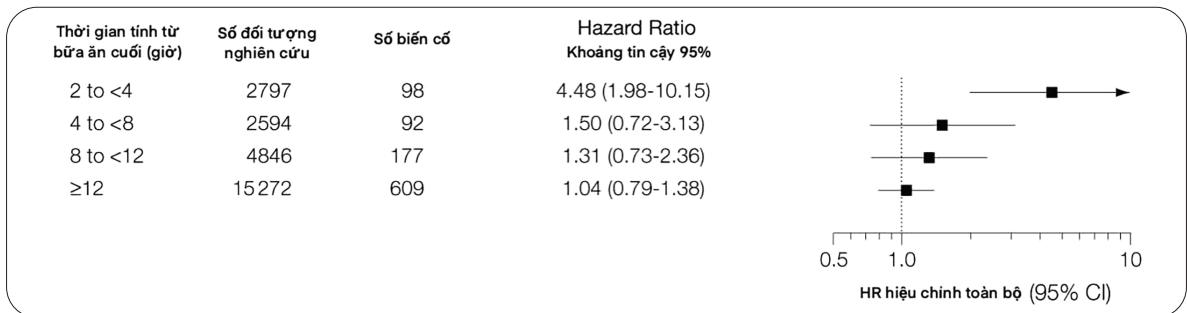 Thời gian tính từ bữa ăn cuối (giờ) Số đối tượng nghiên cứu Số biến cố Hazard Ratio Khoảng tin cậy 95%
2 to <4 2797 98 4.48 (1.98-10.15)
4 to <8 2594 92 1.50 (0.72-3.13)
8 to <12 4846 177 1.31 (0.73-2.36)
≥12 15272 609 1.04 (0.79-1.38)
0.5 1.0 10
HR hiệu chỉnh toàn bộ (95% CI)